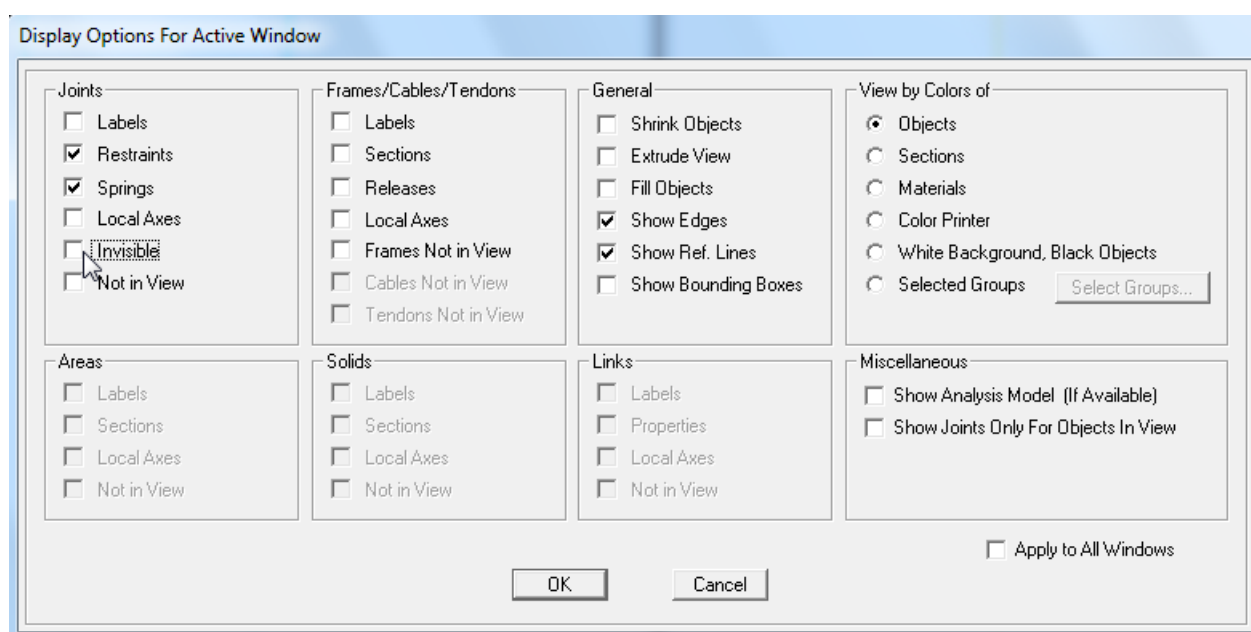 Display Options For Active Window
Joints
Labels
Restraints
Springs
Local Axes
Invisible
Not in View
Frames/Cables/Tendons
Labels
Sections
Releases
Local Axes
Frames Not in View
Cables Not in View
Tendons Not in View
General
Shrink Objects
Extrude View
Fill Objects
Show Edges
Show Ref. Lines
Show Bounding Boxes
View by Colors of
Objects
Sections
Materials
Color Printer
White Background, Black Objects
Selected Groups
Select Groups...
Areas
Labels
Sections
Local Axes
Not in View
Solids
Labels
Sections
Local Axes
Not in View
Links
Labels
Properties
Local Axes
Not in View
Miscellaneous
Show Analysis Model (If Available)
Show Joints Only For Objects In View
Apply to All Windows
OK
Cancel